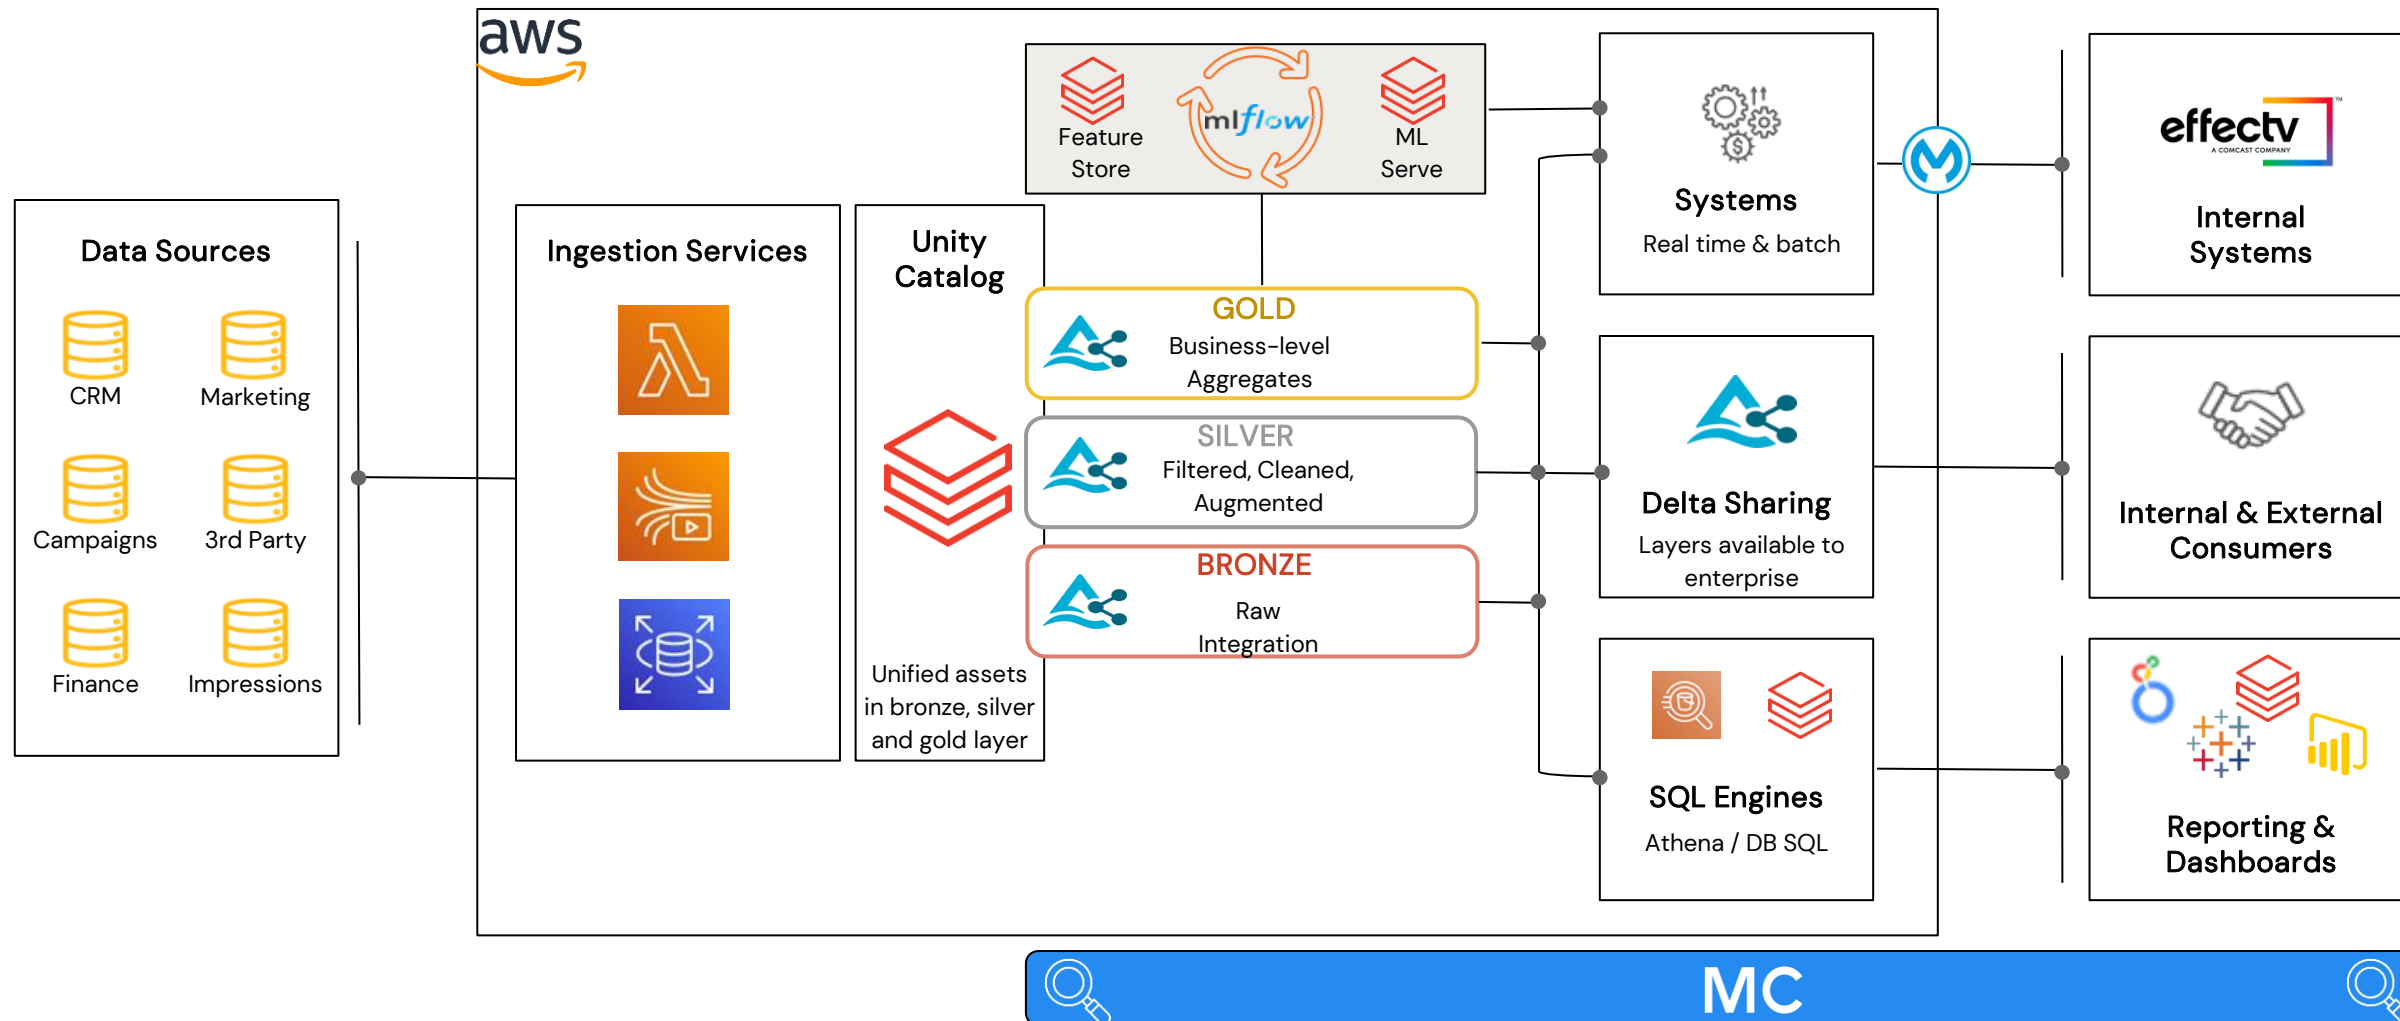 aws
Data Sources
CRM
Marketing
Campaigns
3rd Party
Finance
Impressions
Ingestion Services
Unity
Catalog
Unified assets
in bronze, silver
and gold layer
Feature
Store
mlflow
ML
Serve
GOLD
Business-level
Aggregates
SILVER
Filtered, Cleaned,
Augmented
BRONZE
Raw
Integration
Systems
Real time & batch
Delta Sharing
Layers available to
enterprise
SQL Engines
Athena / DB SQL
effectv
A COMCAST COMPANY
Internal
Systems
Internal & External
Consumers
Reporting &
Dashboards
MC